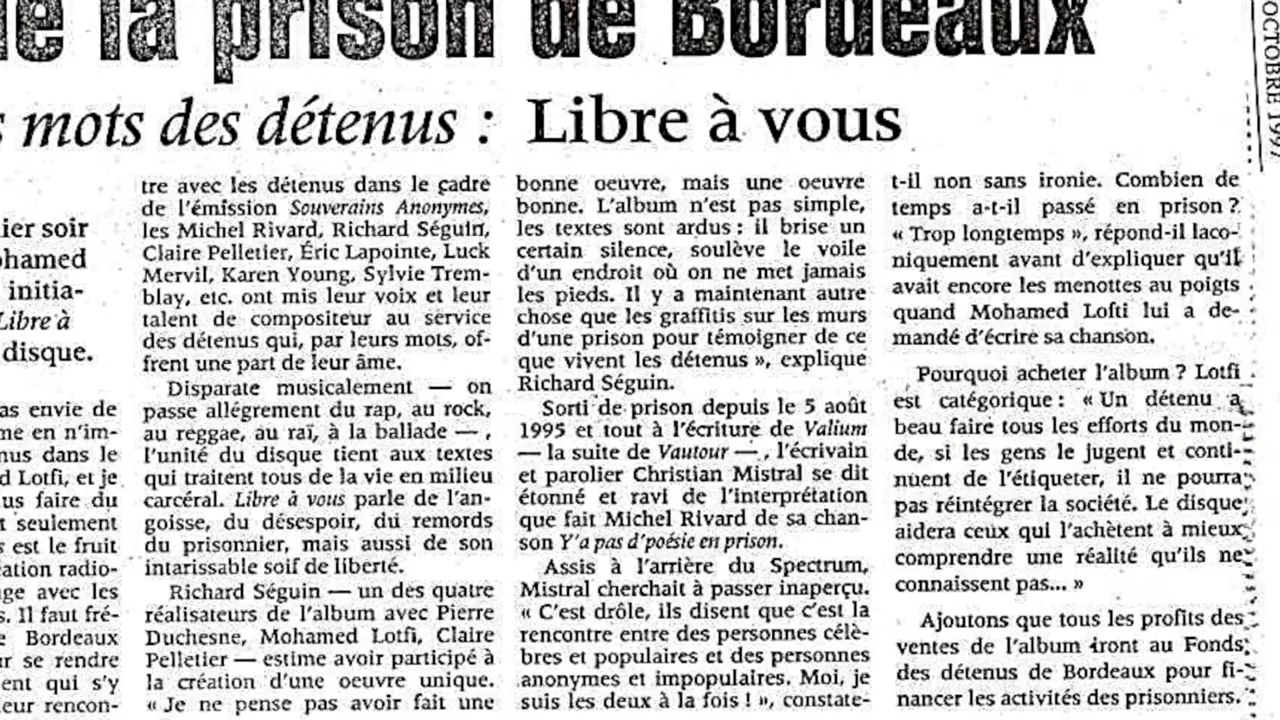 de la prison de Bordeaux
mots des détenus : Libre à vous
OCTOBRE 1997
hier soir
Mohamed
initia-
Libre à
disque.
pas envie de
me en n'im-
nus dans le
d Lotfi, et je
us faire du
seulement
s est le fruit
ation radio-
ge avec les
s. Il faut fré-
e Bordeaux
ur se rendre
ent qui s'y
eur rencon-
tre avec les détenus dans le cadre
de l'émission Souverains Anonymes,
les Michel Rivard, Richard Séguin,
Claire Pelletier, Éric Lapointe, Luck
Mervil, Karen Young, Sylvie Trem-
blay, etc. ont mis leur voix et leur
talent de compositeur au service
des détenus qui, par leurs mots, of-
frent une part de leur âme.
Disparate musicalement — on
passe allégrement du rap, au rock,
au reggae, au raï, à la ballade — ,
l'unité du disque tient aux textes
qui traitent tous de la vie en milieu
carcéral. Libre à vous parle de l'an-
goisse, du désespoir, du remords
du prisonnier, mais aussi de son
intarissable soif de liberté.
Richard Séguin — un des quatre
réalisateurs de l'album avec Pierre
Duchesne, Mohamed Lotfi, Claire
Pelletier — estime avoir participé à
la création d'une oeuvre unique.
« Je ne pense pas avoir fait une
bonne oeuvre, mais une oeuvre
bonne. L'album n'est pas simple,
les textes sont ardus : il brise un
certain silence, soulève le voile
d'un endroit où on ne met jamais
les pieds. Il y a maintenant autre
chose que les graffitis sur les murs
d'une prison pour témoigner de ce
que vivent les détenus », explique
Richard Séguin.
Sorti de prison depuis le 5 août
1995 et tout à l'écriture de Valium
— la suite de Vautour — , l'écrivain
et parolier Christian Mistral se dit
étonné et ravi de l'interprétation
que fait Michel Rivard de sa chan-
son Y'a pas d'poésie en prison.
Assis à l'arrière du Spectrum,
Mistral cherchait à passer inaperçu.
« C'est drôle, ils disent que c'est la
rencontre entre des personnes célè-
bres et populaires et des personnes
anonymes et impopulaires. Moi, je
suis les deux à la fois ! », constate-
t-il non sans ironie. Combien de
temps a-t-il passé en prison ?
« Trop longtemps », répond-il laco-
niquement avant d'expliquer qu'il
avait encore les menottes au poigts
quand Mohamed Lofti lui a de-
mandé d'écrire sa chanson.
Pourquoi acheter l'album ? Lotfi
est catégorique : « Un détenu a
beau faire tous les efforts du mon-
de, si les gens le jugent et conti-
nuent de l'étiqueter, il ne pourra
pas réintégrer la société. Le disque
aidera ceux qui l'achètent à mieux
comprendre une réalité qu'ils ne
connaissent pas... »
Ajoutons que tous les profits des
ventes de l'album iront au Fonds
des détenus de Bordeaux pour fi-
nancer les activités des prisonniers.